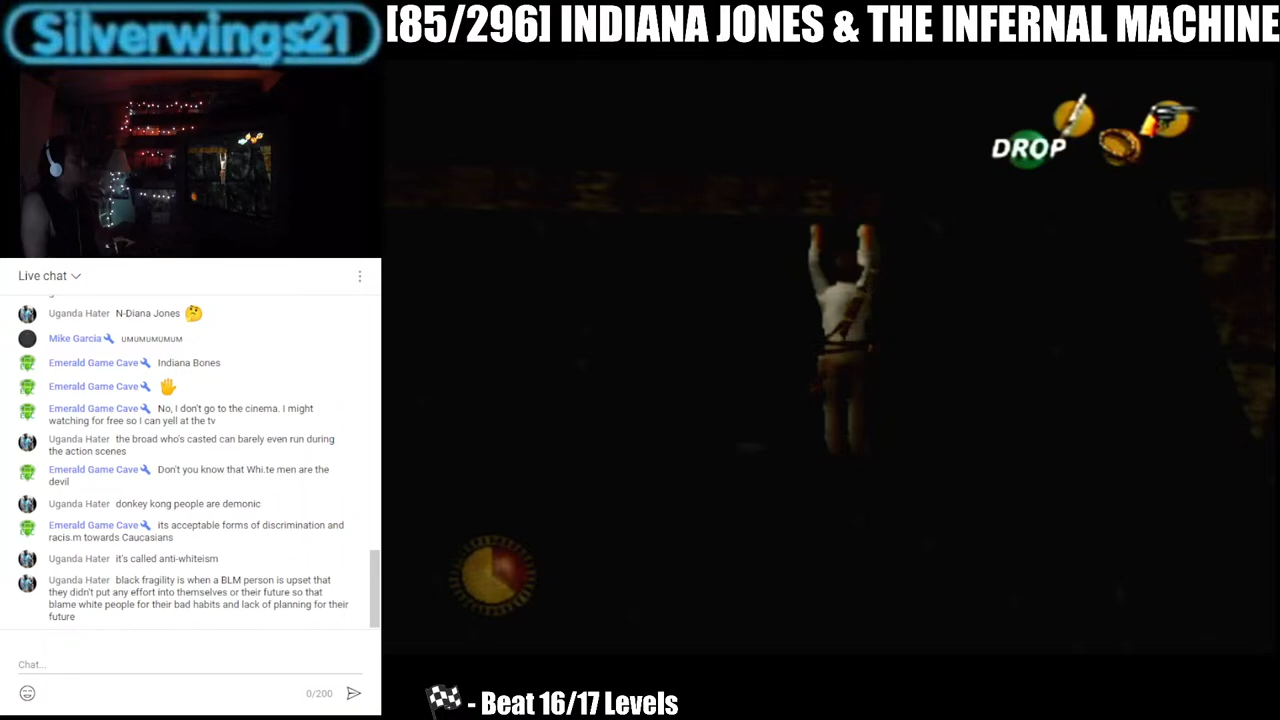 Silverwings21
[85/296] INDIANA JONES & THE INFERNAL MACHINE
DROP
Live chat
Uganda Hater N-Diana Jones 🤔
Mike Garcia ᴜᴍᴜᴍᴜᴍᴜᴍᴜᴍ
Emerald Game Cave Indiana Bones
Emerald Game Cave 🖐
Emerald Game Cave No, I don't go to the cinema. I might
watching for free so I can yell at the tv
Uganda Hater the broad who's casted can barely even run during
the action scenes
Emerald Game Cave Don't you know that Whi.te men are the
devil
Uganda Hater donkey kong people are demonic
Emerald Game Cave its acceptable forms of discrimination and
racis.m towards Caucasians
Uganda Hater it's called anti-whiteism
Uganda Hater black fragility is when a BLM person is upset that
they didn't put any effort into themselves or their future so that
blame white people for their bad habits and lack of planning for their
future
Chat...
0/200
- Beat 16/17 Levels